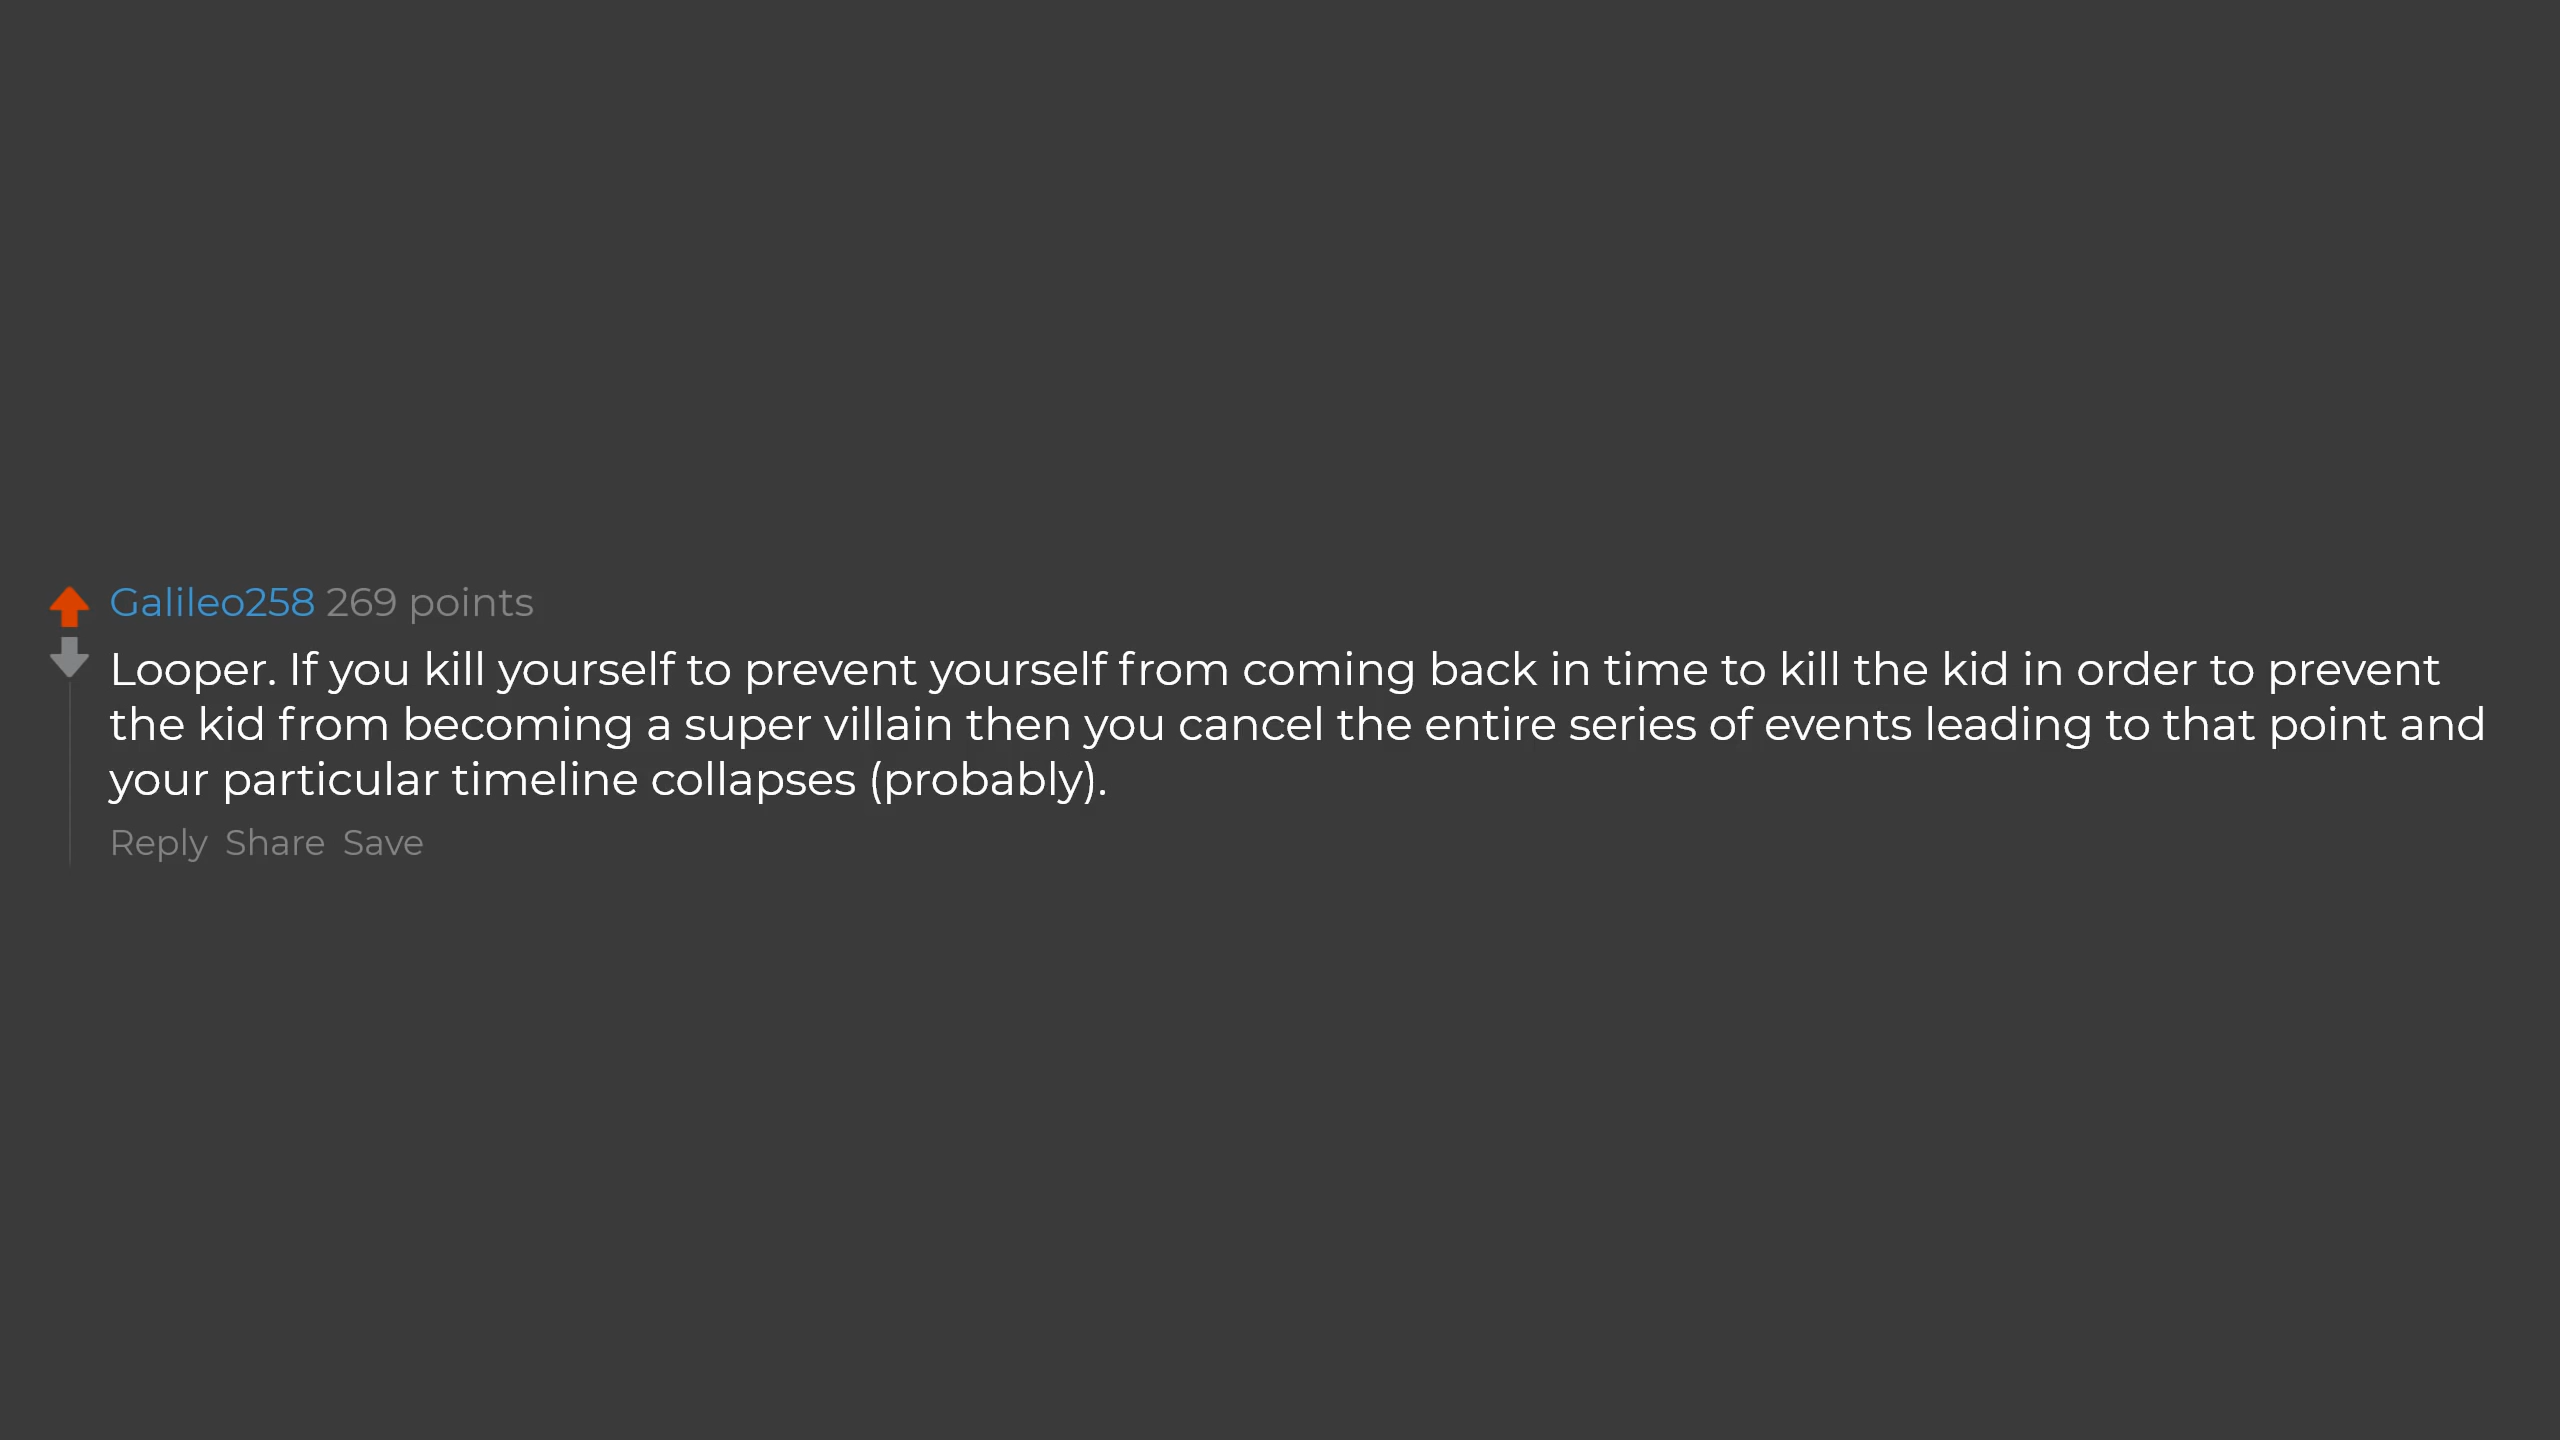 Galileo258 269 points
Looper. If you kill yourself to prevent yourself from coming back in time to kill the kid in order to prevent
the kid from becoming a super villain then you cancel the entire series of events leading to that point and
your particular timeline collapses (probably).
Reply Share Save